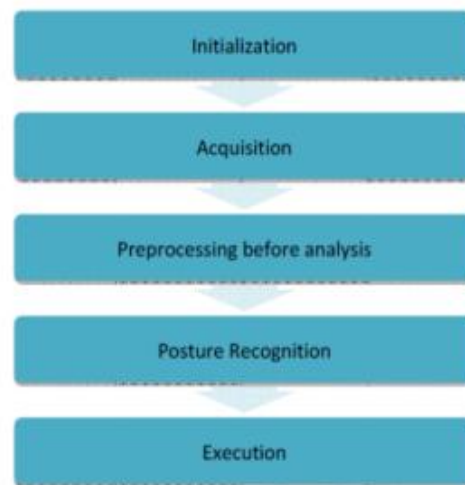 Initialization
Acquisition
Preprocessing before analysis
Posture Recognition
Execution